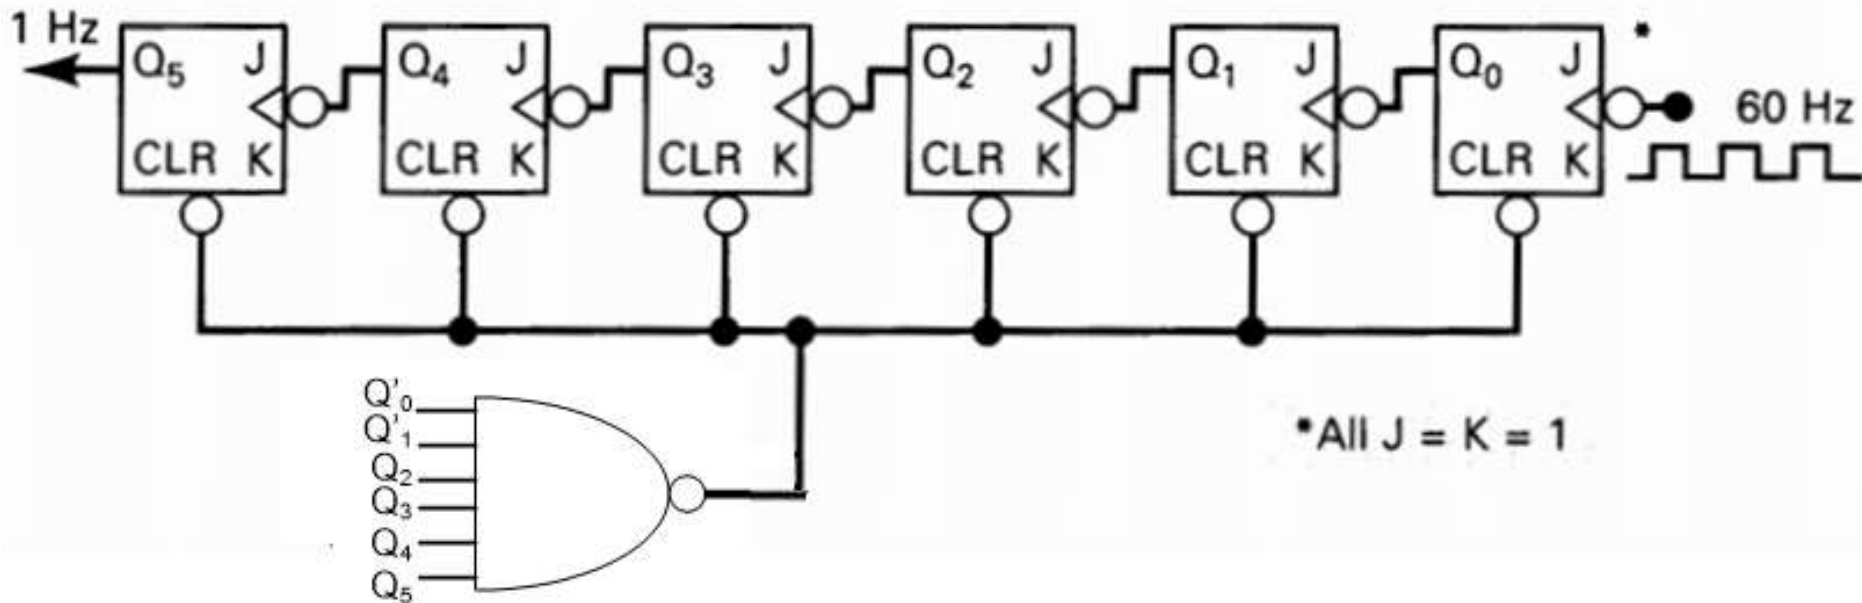 1 Hz
Q5 J
CLR K
Q4 J
CLR K
Q3 J
CLR K
Q2 J
CLR K
Q1 J
CLR K
Q0 J
CLR K
*
60 Hz
Q'0
Q'1
Q2
Q3
Q4
Q5
*All J = K = 1